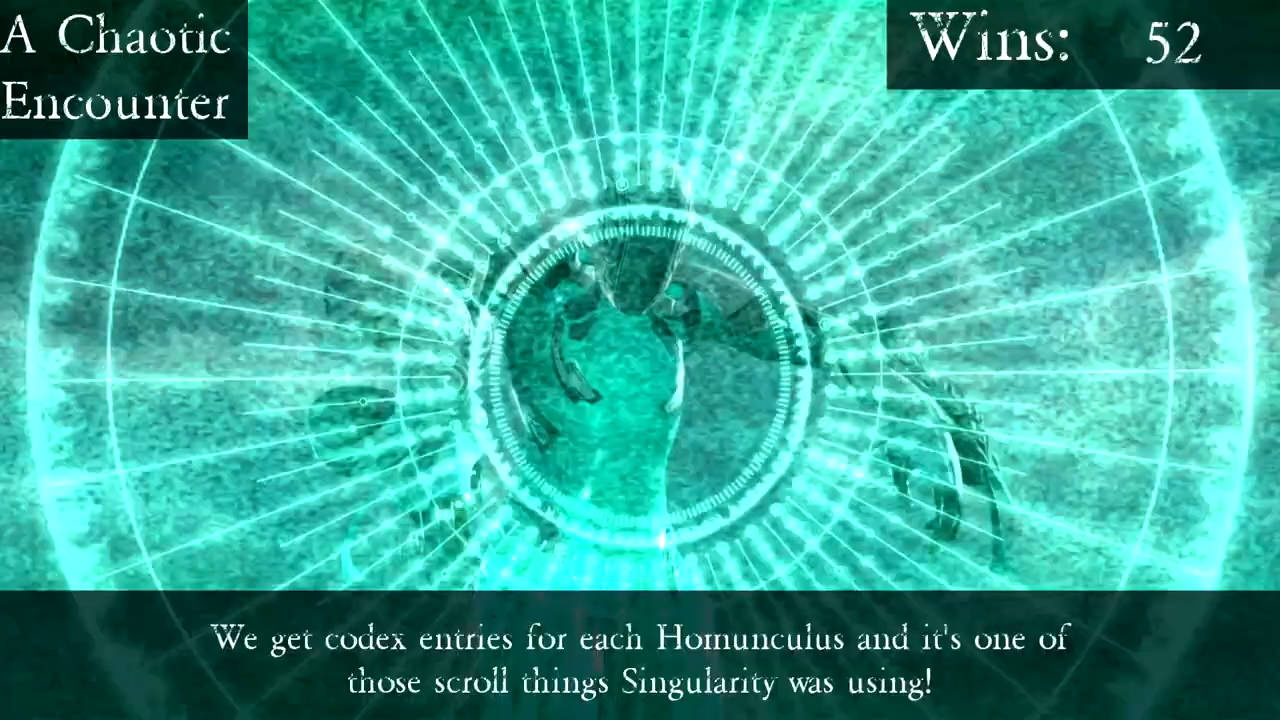 A Chaotic
Encounter
Wins: 52
We get codex entries for each Homunculus and it's one of
those scroll things Singularity was using!